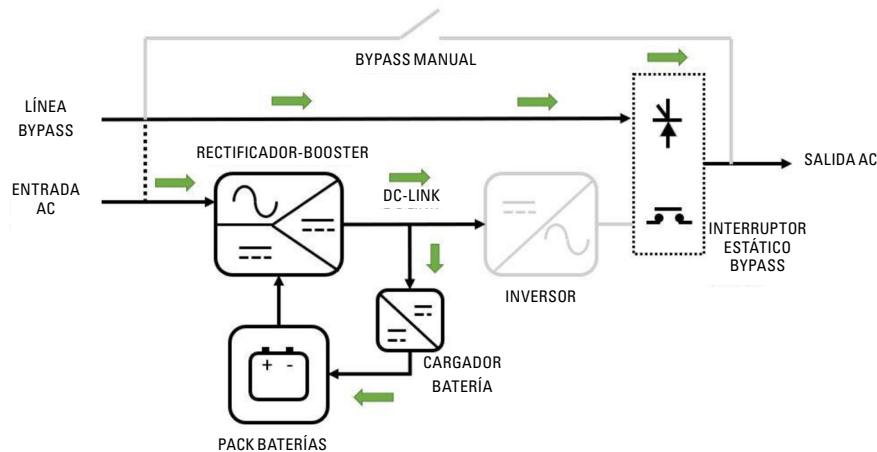 BYPASS MANUAL
LÍNEA
BYPASS
RECTIFICADOR-BOOSTER
ENTRADA
AC
DC-LINK
SALIDA AC
INTERRUPTOR
ESTÁTICO
BYPASS
INVERSOR
+ -
CARGADOR
BATERÍA
PACK BATERÍAS